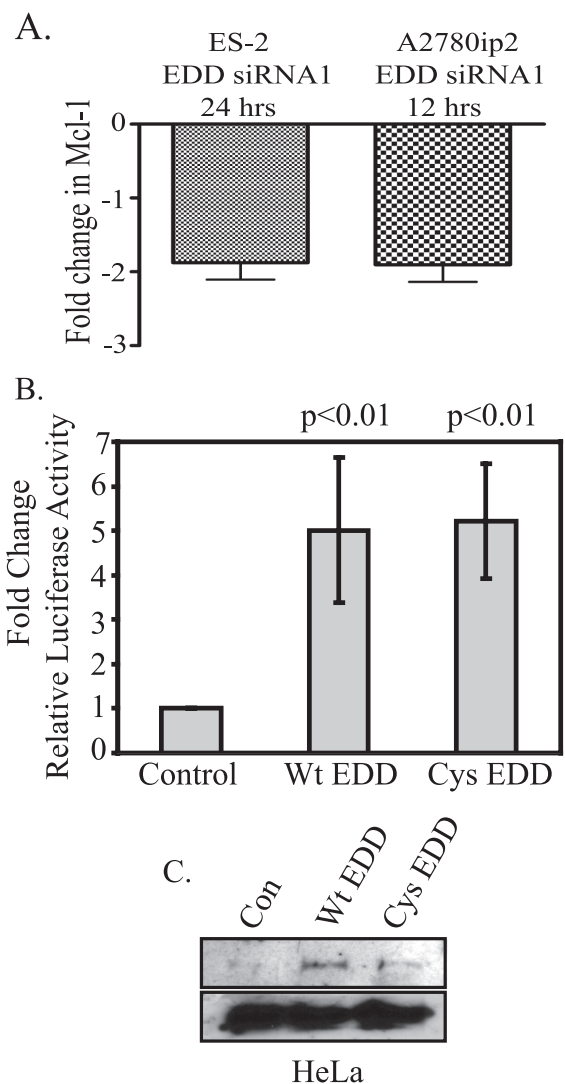 A.
ES-2
EDD siRNA1
24 hrs
A2780ip2
EDD siRNA1
12 hrs
Fold change in Mcl-1
0
-1
-2
-3
B.
p<0.01
p<0.01
Fold Change
Relative Luciferase Activity
7
6
5
4
3
2
1
0
Control
Wt EDD
Cys EDD
C.
Con
Wt EDD
Cys EDD
HeLa